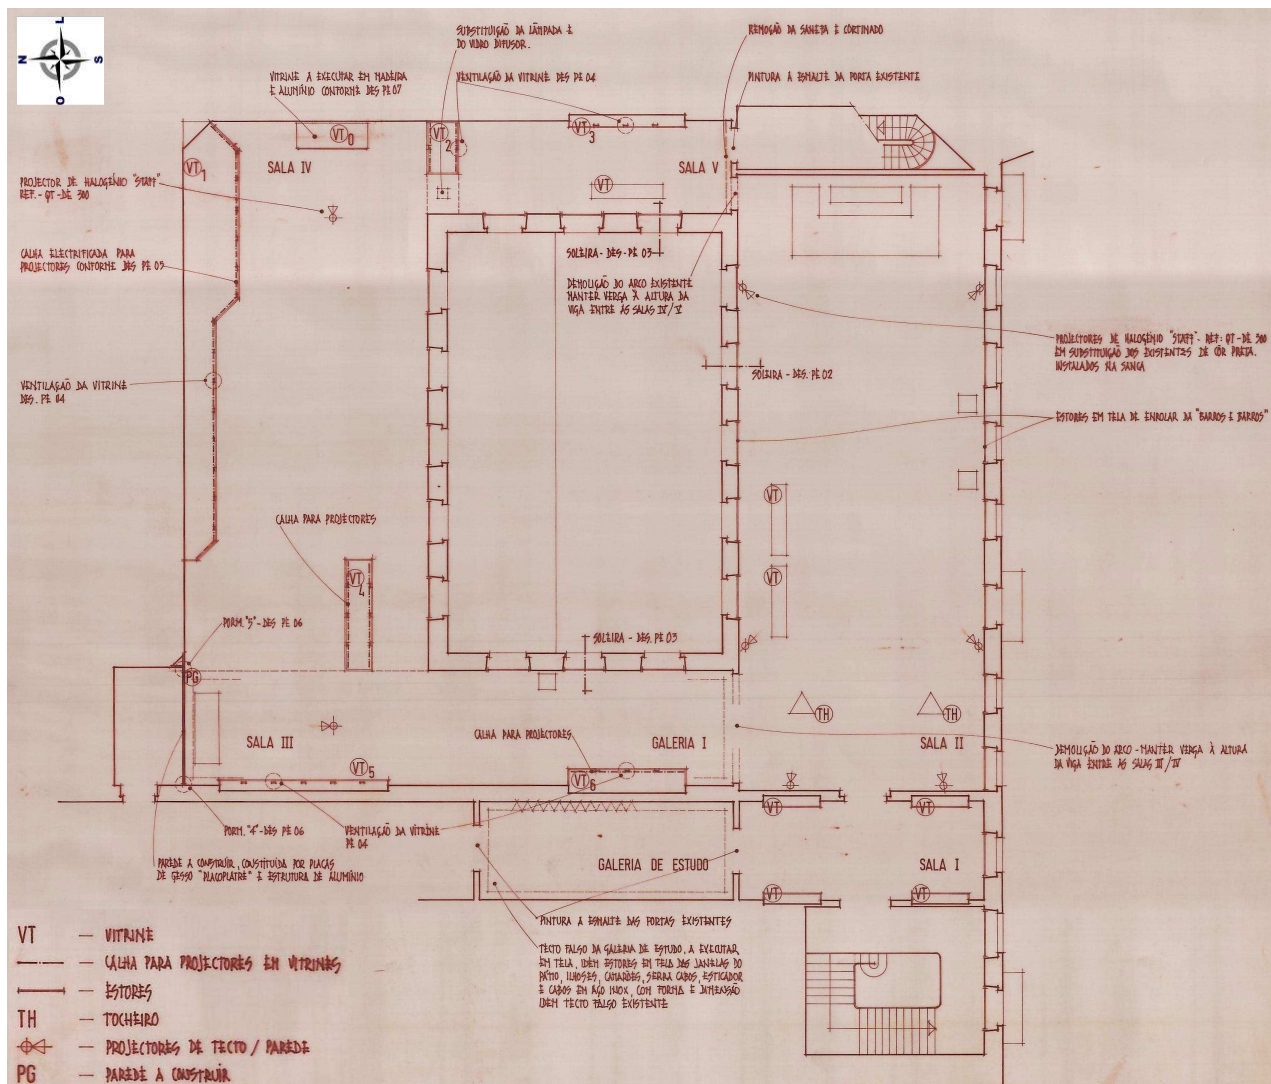 L
N
S
O
SUBSTITUIÇÃO DA LÂMPADA E
DO VIDRO DIFUSOR.
REMOÇÃO DA SANEFA E CORTINADO
VITRINE A EXECUTAR EM MADEIRA
E ALUMÍNIO CONFORME DES PE 07
VENTILAÇÃO DA VITRINE DES PE 04
PINTURA A ESMALTE DA PORTA EXISTENTE
VT 0
VT 2
VT 3
VT 1
SALA IV
SALA V
VT
PROJECTOR DE HALOGÉNIO "STAFF"
REF.- QT-DE 300
CALHA ELECTRIFICADA PARA
PROJECTORES CONFORME DES PE 05
SOLEIRA - DES - PE 03
DEMOLIÇÃO DO ARCO EXISTENTE
MANTER VERGA À ALTURA DA
VIGA ENTRE AS SALAS IV/V
PROJECTORES DE HALOGÉNIO "STAFF" - REF: QT-DE 300
EM SUBSTITUIÇÃO DOS EXISTENTES DE CÔR PRETA.
INSTALADOS NA SANCA
SOLEIRA - DES. PE 02
VENTILAÇÃO DA VITRINE
DES. PE 04
ESTORES EM TELA DE ENROLAR DA "BARROS E BARROS"
VT
CALHA PARA PROJECTORES
VT 4
VT
PORM. "5" - DES PE 06
SOLEIRA - DES. PE 03
PG
TH
TH
SALA III
CALHA PARA PROJECTORES
GALERIA I
SALA II
DEMOLIÇÃO DO ARCO - MANTER VERGA À ALTURA
DA VIGA ENTRE AS SALAS III/IV
VT 5
VT 6
VT
VT
PORM. "4" - DES PE 06
VENTILAÇÃO DA VITRINE
PE 04
PAREDE A CONSTRUIR, CONSTITUIDA POR PLACAS
DE GESSO "PLACOPLATRE" E ESTRUTURA DE ALUMÍNIO
GALERIA DE ESTUDO
SALA I
VT
VT
PINTURA A ESMALTE DAS PORTAS EXISTENTES
TECTO FALSO DA GALERIA DE ESTUDO. A EXECUTAR
EM TELA, IDEM ESTORES EM TELA DAS JANELAS DO
PÁTIO, ILHOSES, CAMARÕES, SERRA CABOS, ESTICADOR
E CABOS EM AÇO INOX, COM FORMA E DIMENSÃO
IDEM TECTO FALSO EXISTENTE
VT — VITRINE
— CALHA PARA PROJECTORES EM VITRINES
— ESTORES
TH — TOCHEIRO
— PROJECTORES DE TECTO / PAREDE
PG — PAREDE A CONSTRUIR